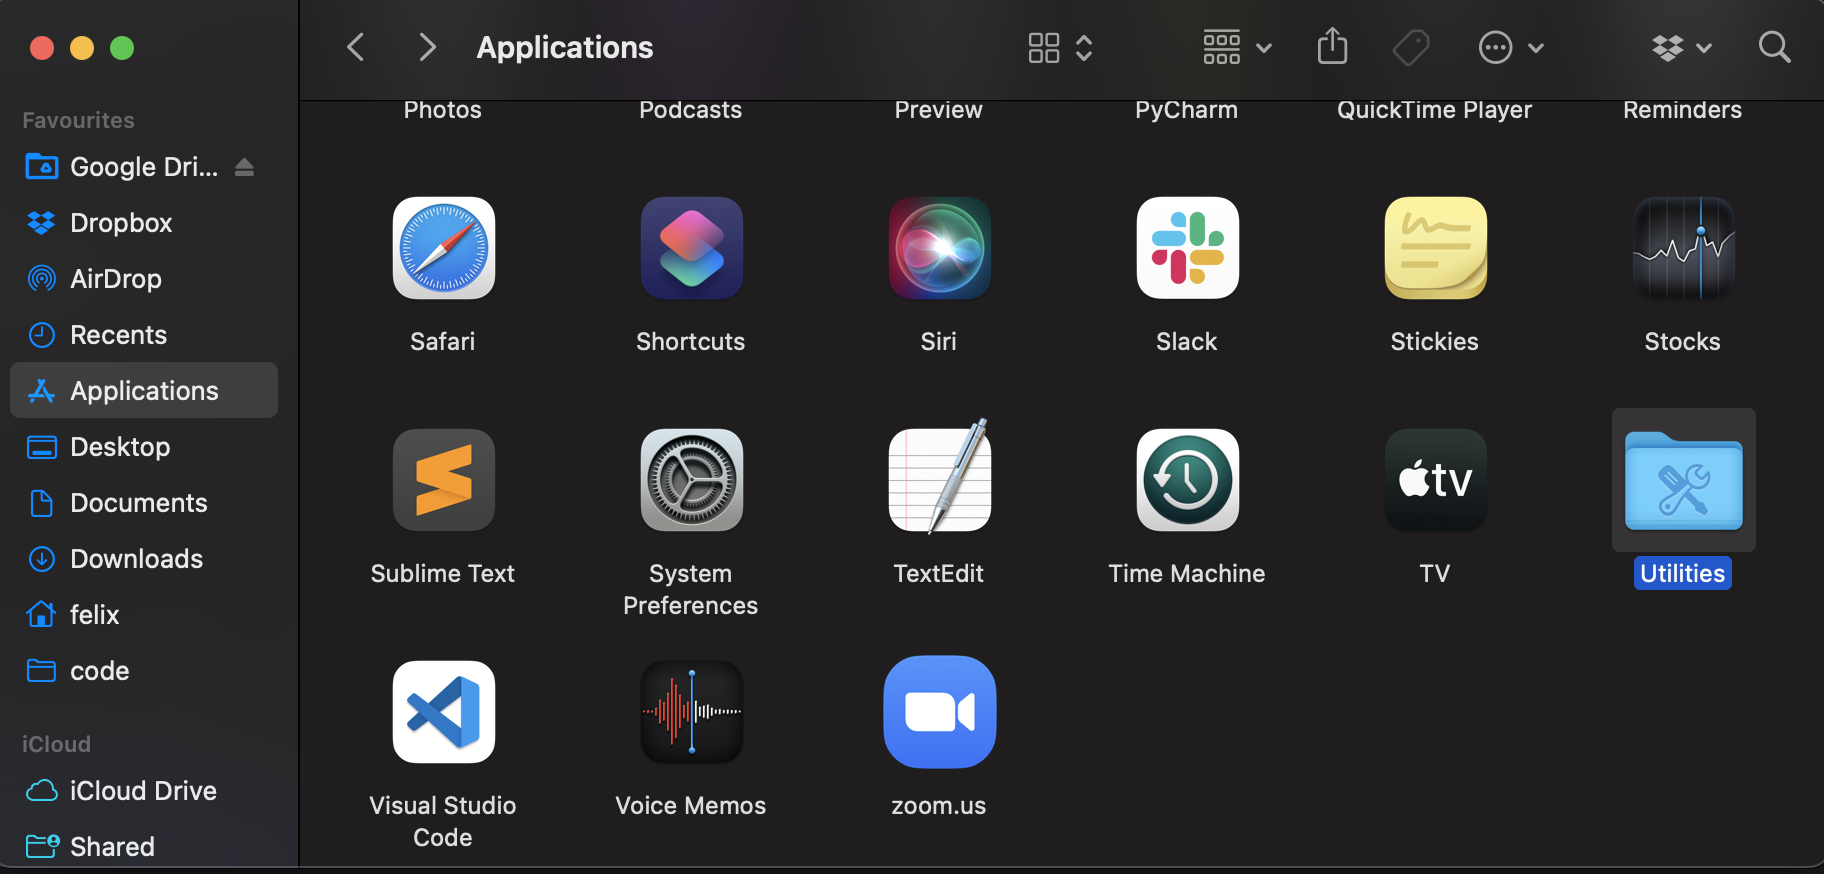 Applications
Favourites
Google Dri...
Dropbox
AirDrop
Recents
Applications
Desktop
Documents
Downloads
felix
code
iCloud
iCloud Drive
Shared
Photos
Podcasts
Preview
PyCharm
QuickTime Player
Reminders
Safari
Shortcuts
Siri
Slack
Stickies
Stocks
tv
Sublime Text
System
Preferences
TextEdit
Time Machine
TV
Utilities
Visual Studio
Code
Voice Memos
zoom.us